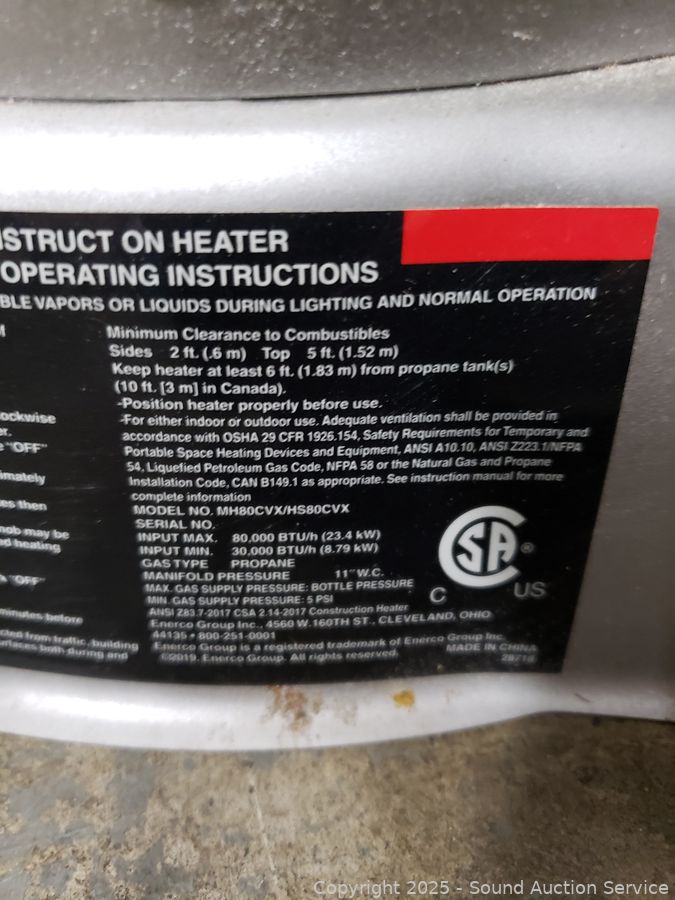 NSTRUCT ON HEATER
OPERATING INSTRUCTIONS
BLE VAPORS OR LIQUIDS DURING LIGHTING AND NORMAL OPERATION
M
Minimum Clearance to Combustibles
Sides 2 ft. (.6 m) Top 5 ft. (1.52 m)
Keep heater at least 6 ft. (1.83 m) from propane tank(s)
(10 ft. [3 m] in Canada).
-Position heater properly before use.
ockwise
-For either indoor or outdoor use. Adequate ventilation shall be provided in
er.
accordance with OSHA 29 CFR 1926.154, Safety Requirements for Temporary and
"OFF"
Portable Space Heating Devices and Equipment, ANSI A10.10, ANSI Z223.1/NFPA
54, Liquefied Petroleum Gas Code, NFPA 58 or the Natural Gas and Propane
imately
Installation Code, CAN B149.1 as appropriate. See instruction manual for more
complete information
es then
MODEL NO. MH80CVX/HS80CVX
SERIAL NO.
nob may be
INPUT MAX. 80,000 BTU/h (23.4 kW)
ed heating
INPUT MIN. 30,000 BTU/h (8.79 kW)
GAS TYPE PROPANE
"OFF"
MANIFOLD PRESSURE 11" W.C.
MAX. GAS SUPPLY PRESSURE: BOTTLE PRESSURE
MIN. GAS SUPPLY PRESSURE: 5 PSI
minutes before
ANSI Z83.7-2017 CSA 2.14-2017 Construction Heater
Enerco Group Inc., 4560 W. 160TH ST., CLEVELAND, OHIO
cted from traffic, building
44135 • 800-251-0001
urfaces both during and
Enerco Group is a registered trademark of Enerco Group Inc.
©2019, Enerco Group. All rights reserved.
MADE IN CHINA
CSA ®
C US
Copyright 2025 - Sound Auction Service